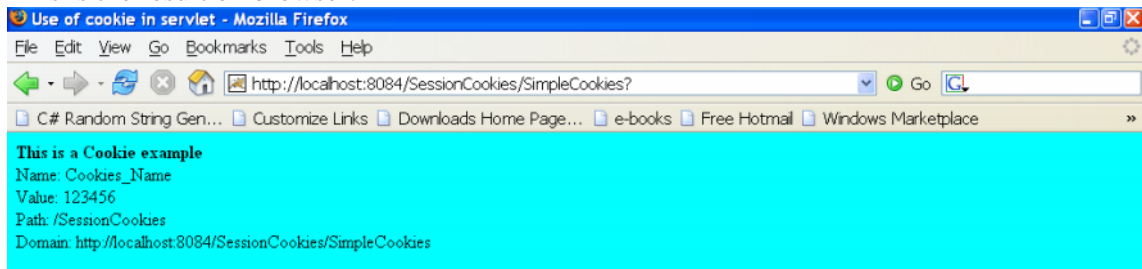 Use of cookie in servlet - Mozilla Firefox
File Edit View Go Bookmarks Tools Help
http://localhost:8084/SessionCookies/SimpleCookies? Go G
C# Random String Gen... Customize Links Downloads Home Page... e-books Free Hotmail Windows Marketplace »
This is a Cookie example
Name: Cookies_Name
Value: 123456
Path: /SessionCookies
Domain: http://localhost:8084/SessionCookies/SimpleCookies